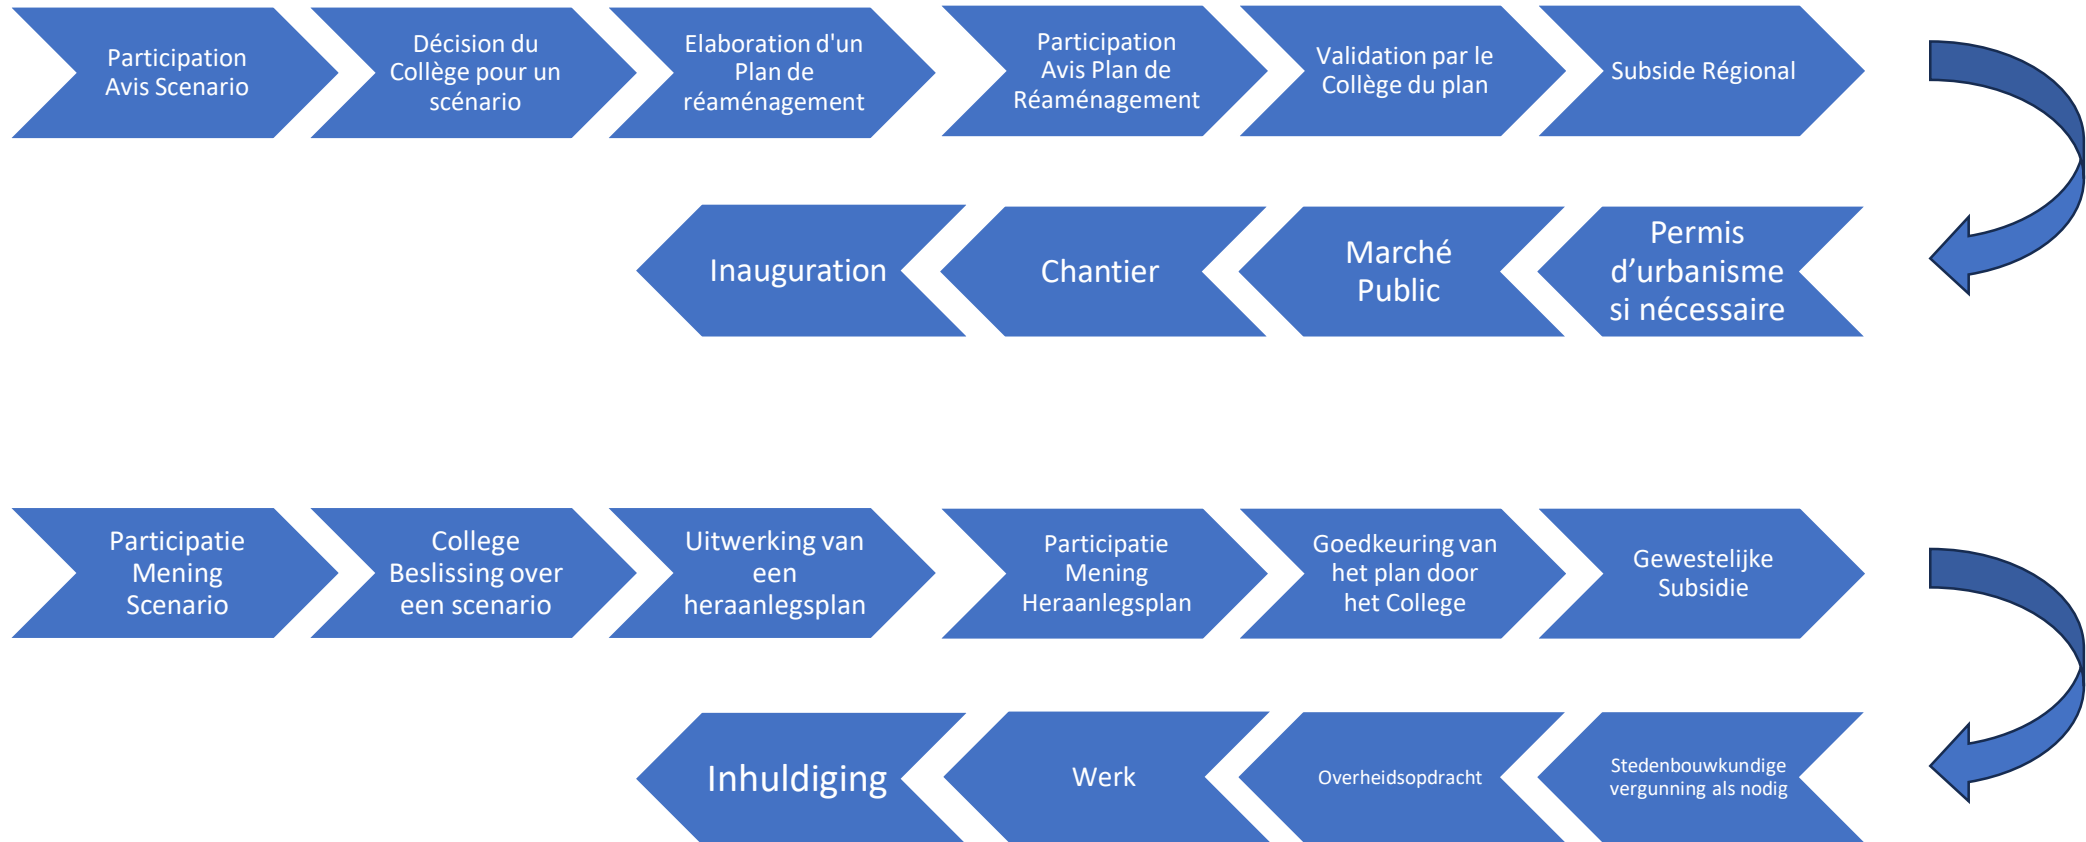 Participation
Avis Scenario
Décision du
Collège pour un
scénario
Elaboration d'un
Plan de
réaménagement
Participation
Avis Plan de
Réaménagement
Validation par le
Collège du plan
Subside Régional
Permis
d’urbanisme
si nécessaire
Marché
Public
Chantier
Inauguration
Participatie
Mening
Scenario
College
Beslissing over
een scenario
Uitwerking van
een
heraanlegsplan
Participatie
Mening
Heraanlegsplan
Goedkeuring van
het plan door
het College
Gewestelijke
Subsidie
Stedenbouwkundige
vergunning als nodig
Overheidsopdracht
Werk
Inhuldiging